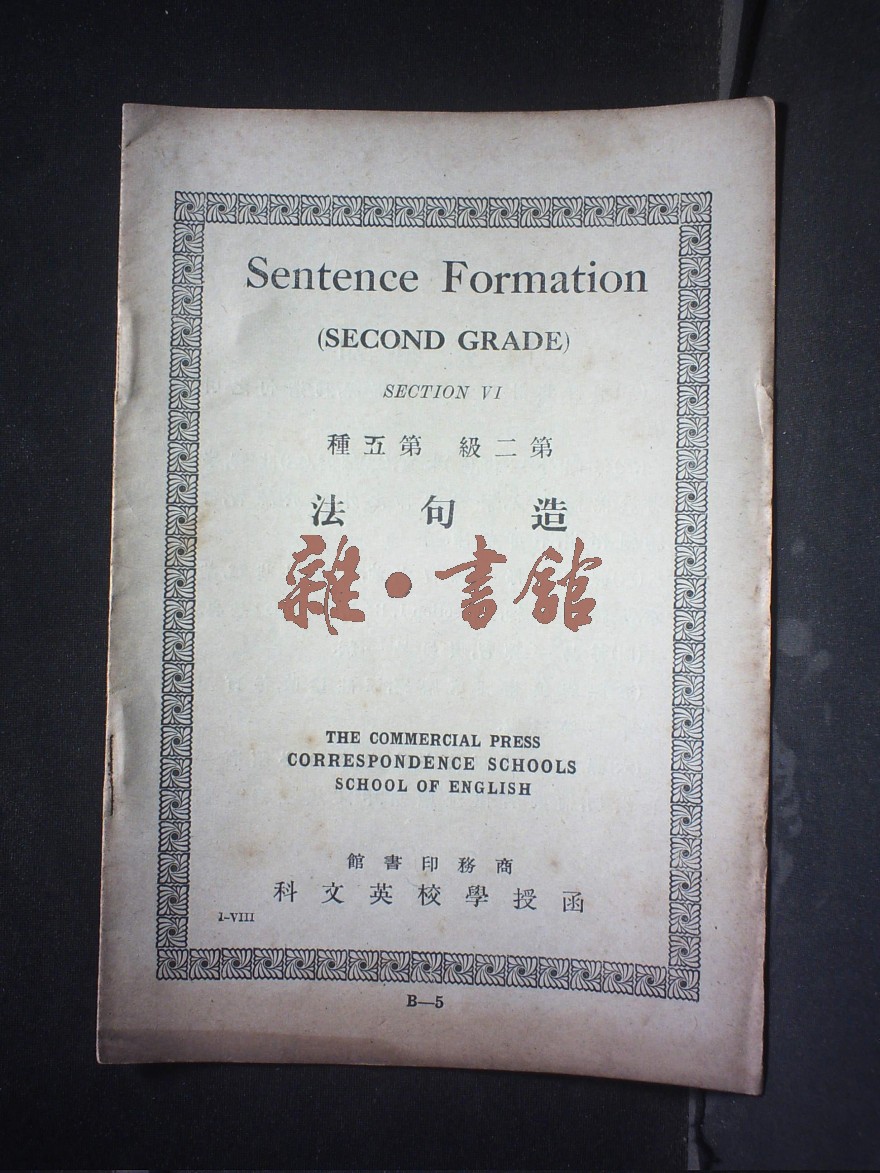 Sentence Formation
(SECOND GRADE)
SECTION VI
第二級 第五種
造句法
雜·書館
THE COMMERCIAL PRESS
CORRESPONDENCE SCHOOLS
SCHOOL OF ENGLISH
商務印書館
函授學校英文科
I-VIII
B—5